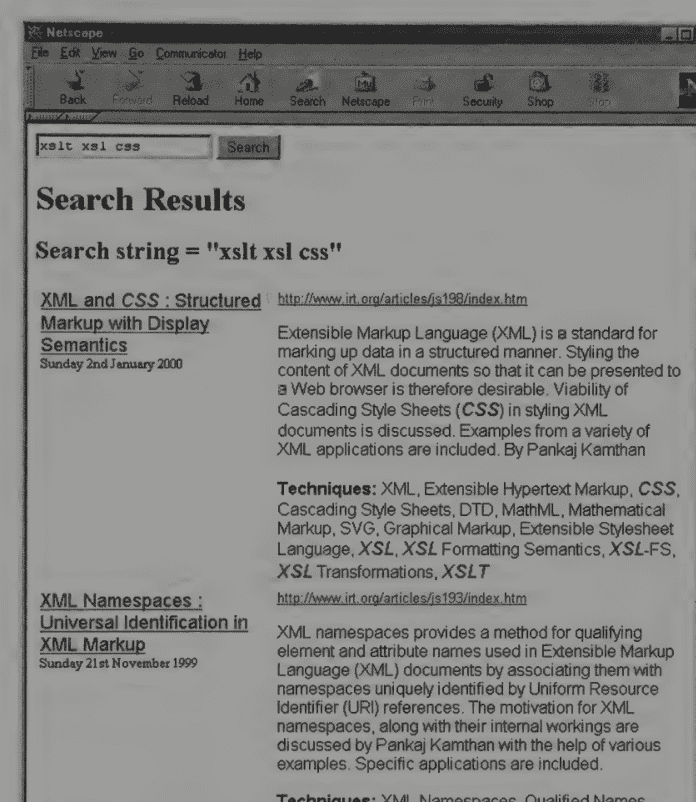 Netscape
File Edit View Go Communicator Help
Back Forward Reload Home Search Netscape Print Security Shop Stop
xslt xsl css Search
Search Results
Search string = "xslt xsl css"
XML and CSS : Structured
Markup with Display
Semantics
Sunday 2nd January 2000
http://www.irt.org/articles/js198/index.htm
Extensible Markup Language (XML) is a standard for
marking up data in a structured manner. Styling the
content of XML documents so that it can be presented to
a Web browser is therefore desirable. Viability of
Cascading Style Sheets (CSS) in styling XML
documents is discussed. Examples from a variety of
XML applications are included. By Pankaj Kamthan
Techniques: XML, Extensible Hypertext Markup, CSS,
Cascading Style Sheets, DTD, MathML, Mathematical
Markup, SVG, Graphical Markup, Extensible Stylesheet
Language, XSL, XSL Formatting Semantics, XSL-FS,
XSL Transformations, XSLT
XML Namespaces :
Universal Identification in
XML Markup
Sunday 21st November 1999
http://www.irt.org/articles/js193/index.htm
XML namespaces provides a method for qualifying
element and attribute names used in Extensible Markup
Language (XML) documents by associating them with
namespaces uniquely identified by Uniform Resource
Identifier (URI) references. The motivation for XML
namespaces, along with their internal workings are
discussed by Pankaj Kamthan with the help of various
examples. Specific applications are included.
Techniques: XML Namespaces, Qualified Names